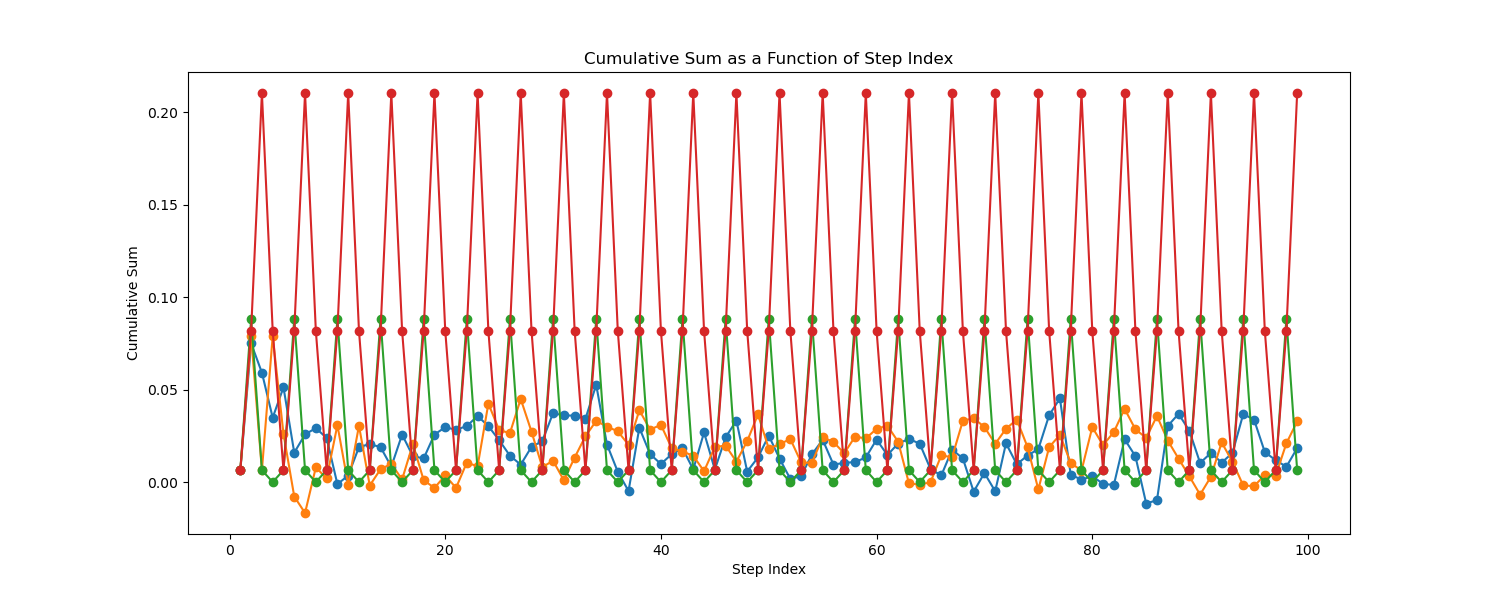 Cumulative Sum as a Function of Step Index
0.20
0.15
0.10
0.05
0.00
Cumulative Sum
0 20 40 60 80 100
Step Index